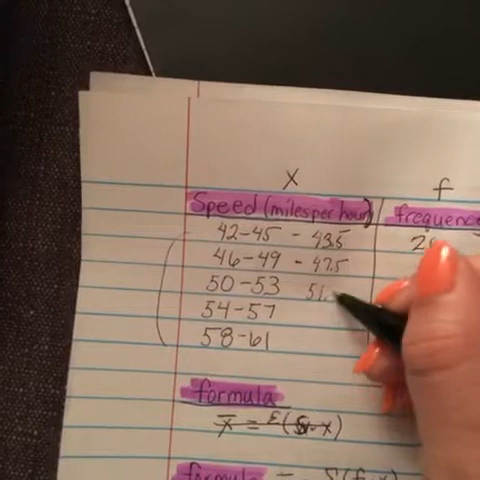 x f
Speed (miles per hour) frequenc
42-45 - 43.5
46-49 - 47.5
50-53 51.
54-57
58-61
formula
x̄ =
formula